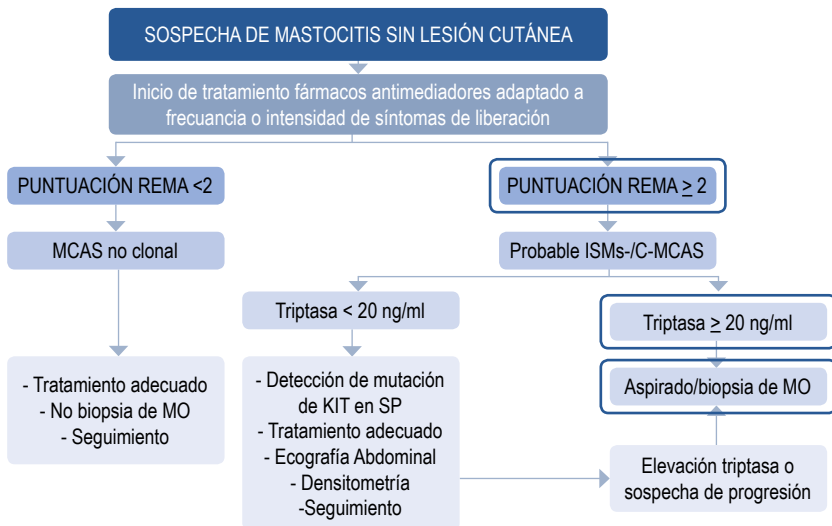 SOSPECHA DE MASTOCITIS SIN LESIÓN CUTÁNEA
Inicio de tratamiento fármacos antimediadores adaptado a
frecuancia o intensidad de síntomas de liberación
PUNTUACIÓN REMA <2
PUNTUACIÓN REMA ≥ 2
MCAS no clonal
Probable ISMs-/C-MCAS
Triptasa < 20 ng/ml
Triptasa ≥ 20 ng/ml
- Tratamiento adecuado
- No biopsia de MO
- Seguimiento
- Detección de mutación
de KIT en SP
- Tratamiento adecuado
- Ecografía Abdominal
- Densitometría
-Seguimiento
Aspirado/biopsia de MO
Elevación triptasa o
sospecha de progresión